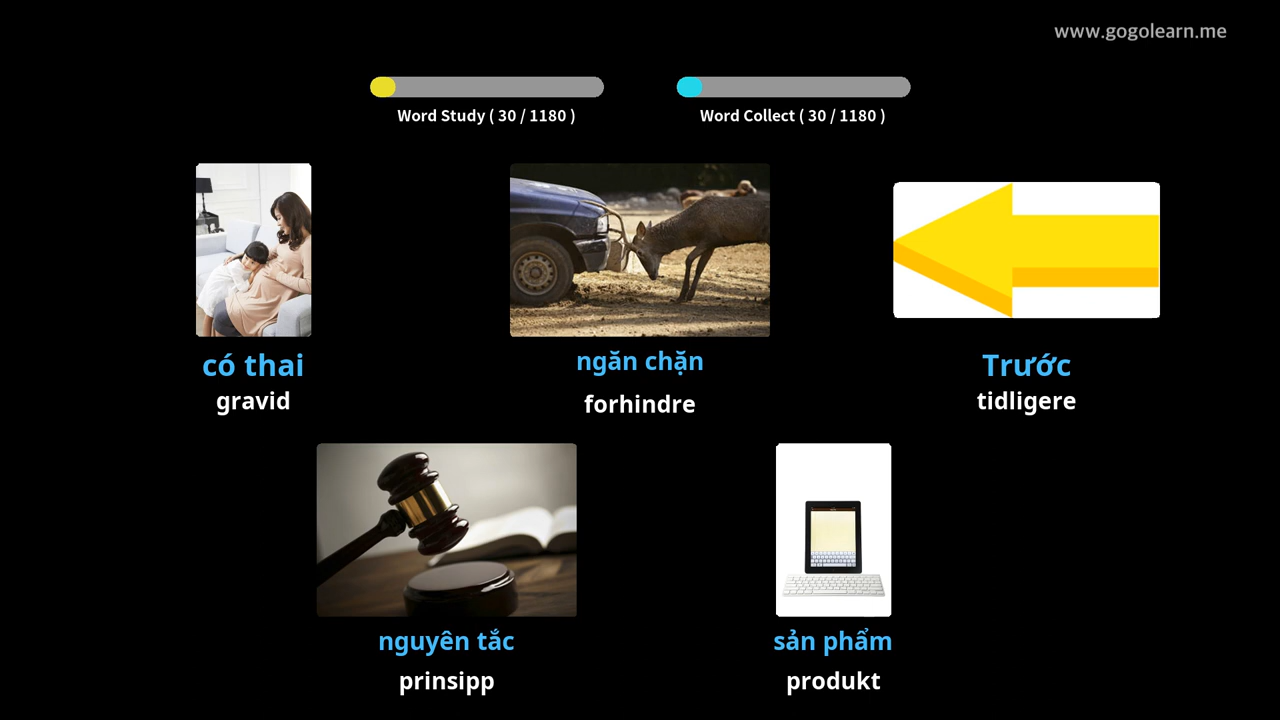 www.gogolearn.me
Word Study ( 30 / 1180 )
Word Collect ( 30 / 1180 )
có thai
gravid
ngăn chặn
forhindre
Trước
tidligere
nguyên tắc
prinsipp
sản phẩm
produkt